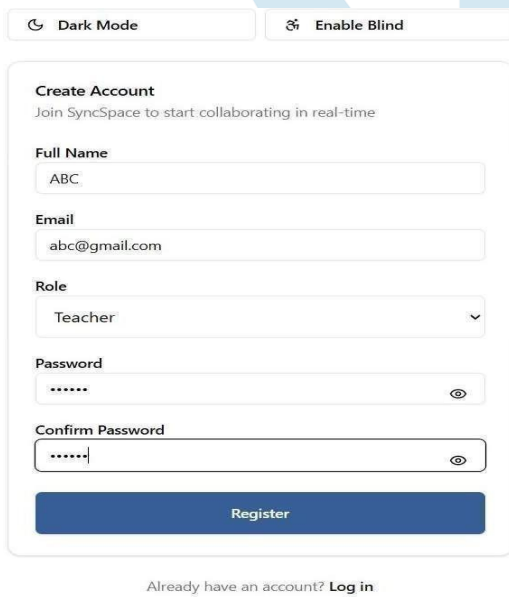 Dark Mode
Enable Blind
Create Account
Join SyncSpace to start collaborating in real-time
Full Name
ABC
Email
abc@gmail.com
Role
Teacher
Password
••••••
Confirm Password
••••••
Register
Already have an account? Log in